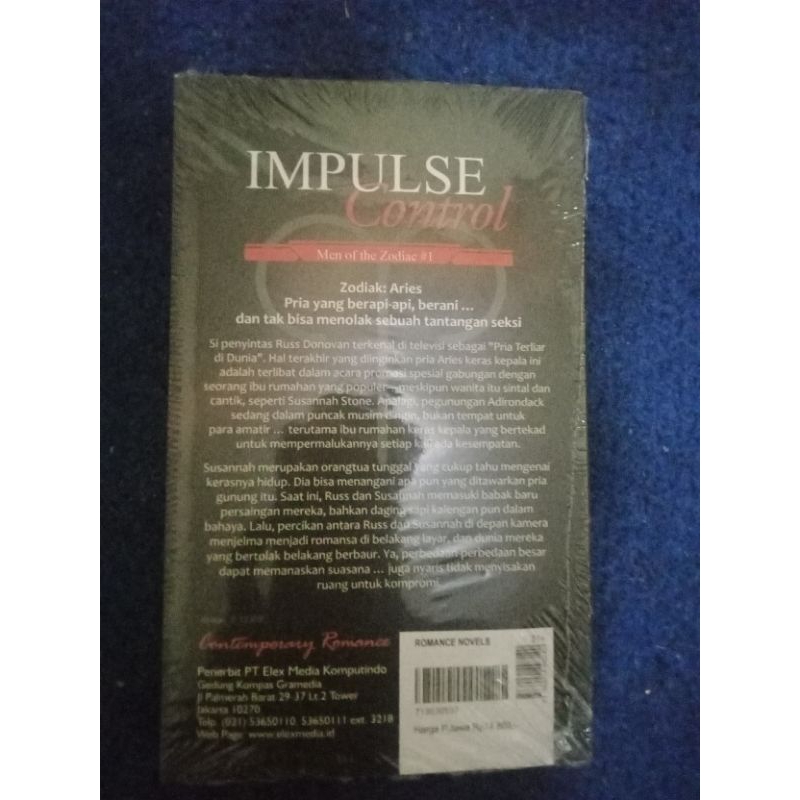 IMPULSE
Control
Men of the Zodiac #1
Zodiak: Aries
Pria yang berapi-api, berani ...
dan tak bisa menolak sebuah tantangan seksi
Si penyintas Russ Donovan terkenal di televisi sebagai "Pria Terliar
di Dunia". Hal terakhir yang diinginkan pria Aries keras kepala ini
adalah terlibat dalam acara promosi spesial gabungan dengan
seorang ibu rumahan yang populer, meskipun wanita itu sintal dan
cantik, seperti Susannah Stone. Apalagi, pegunungan Adirondack
sedang dalam puncak musim dingin, bukan tempat untuk
para amatir ... terutama ibu rumahan keras kepala yang bertekad
untuk mempermalukannya setiap kali ada kesempatan.
Susannah merupakan orangtua tunggal yang cukup tahu mengenai
kerasnya hidup. Dia bisa menangani apa pun yang ditawarkan pria
gunung itu. Saat ini, Russ dan Susannah memasuki babak baru
persaingan mereka, bahkan daging sapi kalengan pun dalam
bahaya. Lalu, percikan antara Russ dan Susannah di depan kamera
menjelma menjadi romansa di belakang layar, dan dunia mereka
yang bertolak belakang berbaur. Ya, perbedaan-perbedaan besar
dapat memanaskan suasana ... juga nyaris tidak menyisakan
ruang untuk kompromi.
Contemporary Romance
Penerbit PT Elex Media Komputindo
Gedung Kompas Gramedia
Jl Palmerah Barat 29-37 Lt.2 Tower
Jakarta 10270
Telp. (021) 53650110, 53650111 ext. 3218
Web Page: www.elexmedia.id
ROMANCE NOVELS
Harga P.Jawa Rp